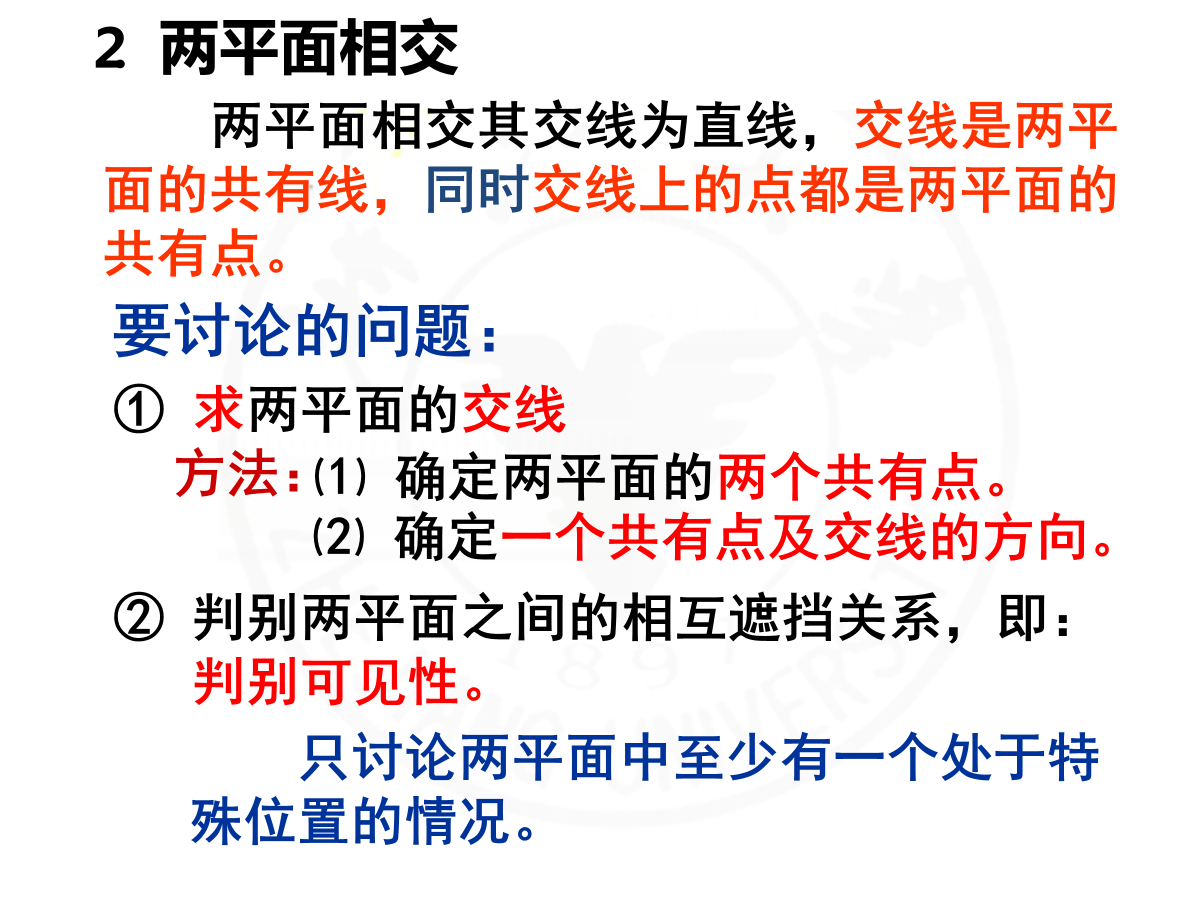 2 两平面相交
两平面相交其交线为直线，交线是两平
面的共有线，同时交线上的点都是两平面的
共有点。
要讨论的问题：
① 求两平面的交线
方法：⑴ 确定两平面的两个共有点。
⑵ 确定一个共有点及交线的方向。
② 判别两平面之间的相互遮挡关系，即：
判别可见性。
只讨论两平面中至少有一个处于特
殊位置的情况。
1897
ZHEJIANG UNIVERSITY